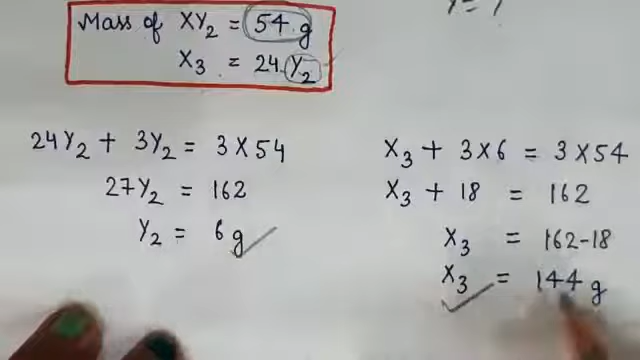 Mass of XY₂ = 54 g
X₃ = 24 Y₂
24Y₂ + 3Y₂ = 3 × 54
27Y₂ = 162
Y₂ = 6 g
X₃ + 3×6 = 3×54
X₃ + 18 = 162
X₃ = 162-18
X₃ = 144 g